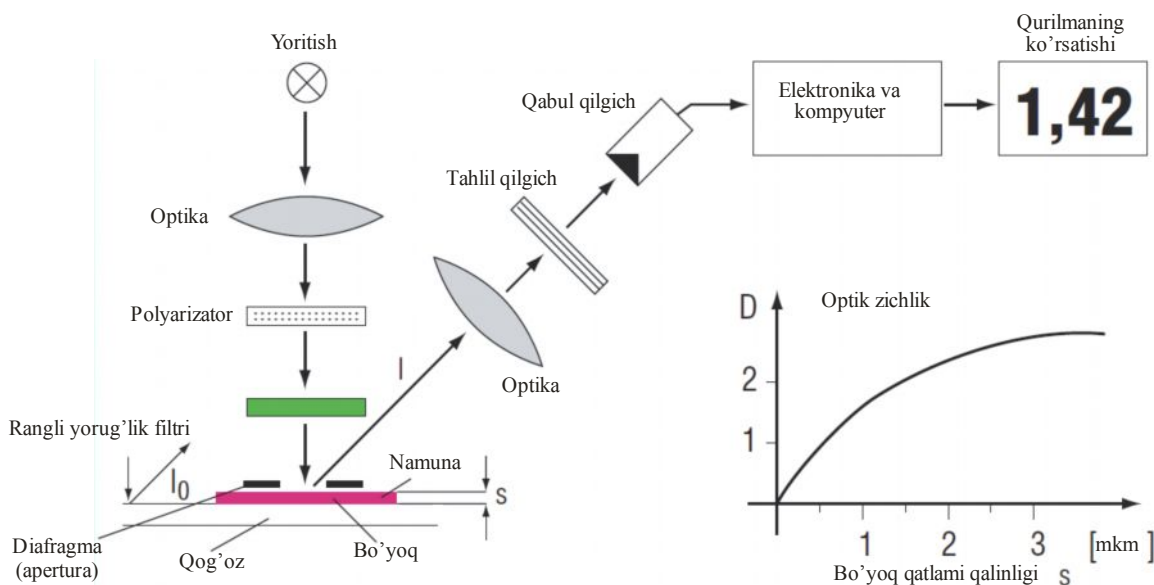 Yoritish
Qurilmaning
ko’rsatishi
Elektronika va
kompyuter
1,42
Qabul qilgich
Tahlil qilgich
Optika
Polyarizator
D
Optik zichlik
I
Optika
2
Rangli yorug’lik filtri
1
I0
Namuna
s
Diafragma
(apertura)
Qog’oz
Bo’yoq
1 2 3 [mkm]
Bo’yoq qatlami qalinligi s